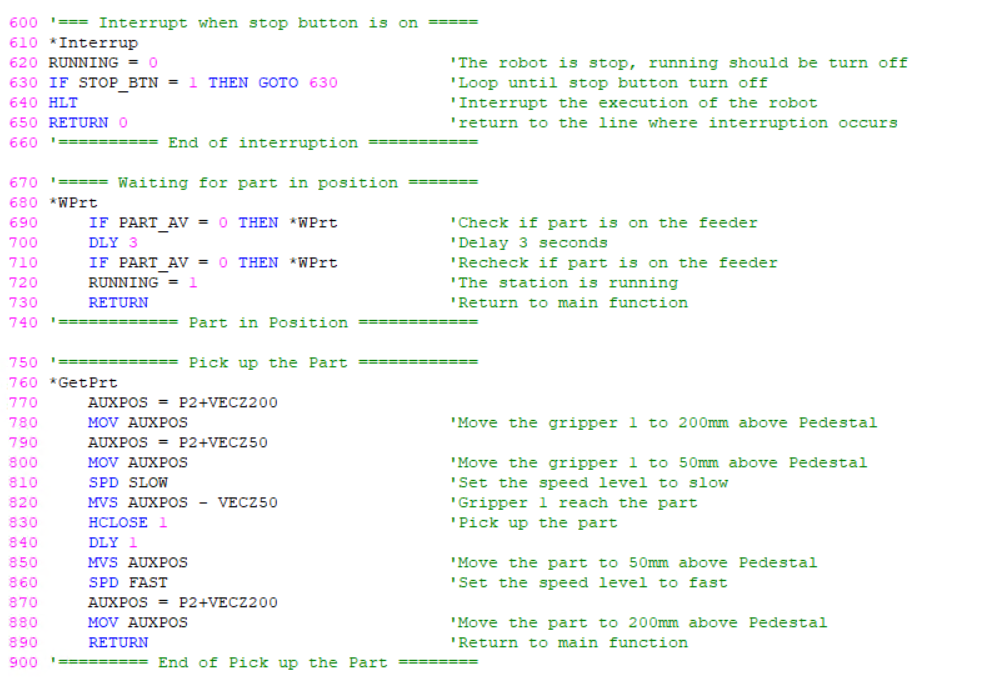 600 '=== Interrupt when stop button is on =====
610 *Interrup
620 RUNNING = 0 'The robot is stop, running should be turn off
630 IF STOP_BTN = 1 THEN GOTO 630 'Loop until stop button turn off
640 HLT 'Interrupt the execution of the robot
650 RETURN 0 'return to the line where interruption occurs
660 '========== End of interruption ===========
670 '===== Waiting for part in position =======
680 *WPrt
690 IF PART_AV = 0 THEN *WPrt 'Check if part is on the feeder
700 DLY 3 'Delay 3 seconds
710 IF PART_AV = 0 THEN *WPrt 'Recheck if part is on the feeder
720 RUNNING = 1 'The station is running
730 RETURN 'Return to main function
740 '============ Part in Position ============
750 '============ Pick up the Part ============
760 *GetPrt
770 AUXPOS = P2+VECZ200
780 MOV AUXPOS 'Move the gripper 1 to 200mm above Pedestal
790 AUXPOS = P2+VECZ50
800 MOV AUXPOS 'Move the gripper 1 to 50mm above Pedestal
810 SPD SLOW 'Set the speed level to slow
820 MVS AUXPOS - VECZ50 'Gripper 1 reach the part
830 HCLOSE 1 'Pick up the part
840 DLY 1
850 MVS AUXPOS 'Move the part to 50mm above Pedestal
860 SPD FAST 'Set the speed level to fast
870 AUXPOS = P2+VECZ200
880 MOV AUXPOS 'Move the part to 200mm above Pedestal
890 RETURN 'Return to main function
900 '========= End of Pick up the Part ========